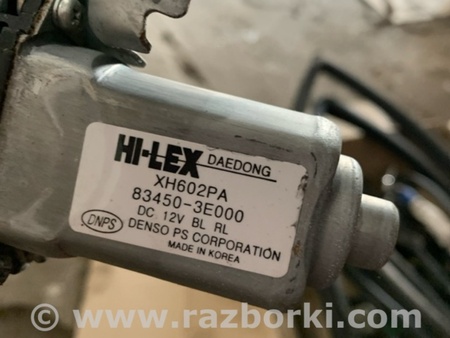 HI-LEX DAEDONG
XH602PA
83450-3E000
DC 12V BL RL
DNPS DENSO PS CORPORATION
MADE IN KOREA
© www.razborki.com